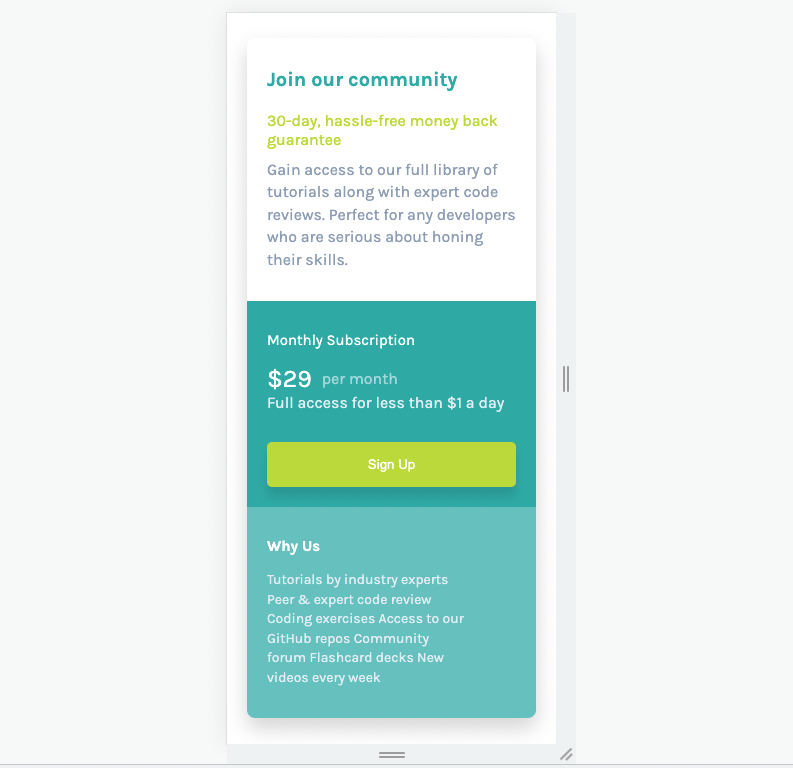 Join our community
30-day, hassle-free money back
guarantee
Gain access to our full library of
tutorials along with expert code
reviews. Perfect for any developers
who are serious about honing
their skills.
Monthly Subscription
$29 per month
Full access for less than $1 a day
Sign Up
Why Us
Tutorials by industry experts
Peer & expert code review
Coding exercises Access to our
GitHub repos Community
forum Flashcard decks New
videos every week